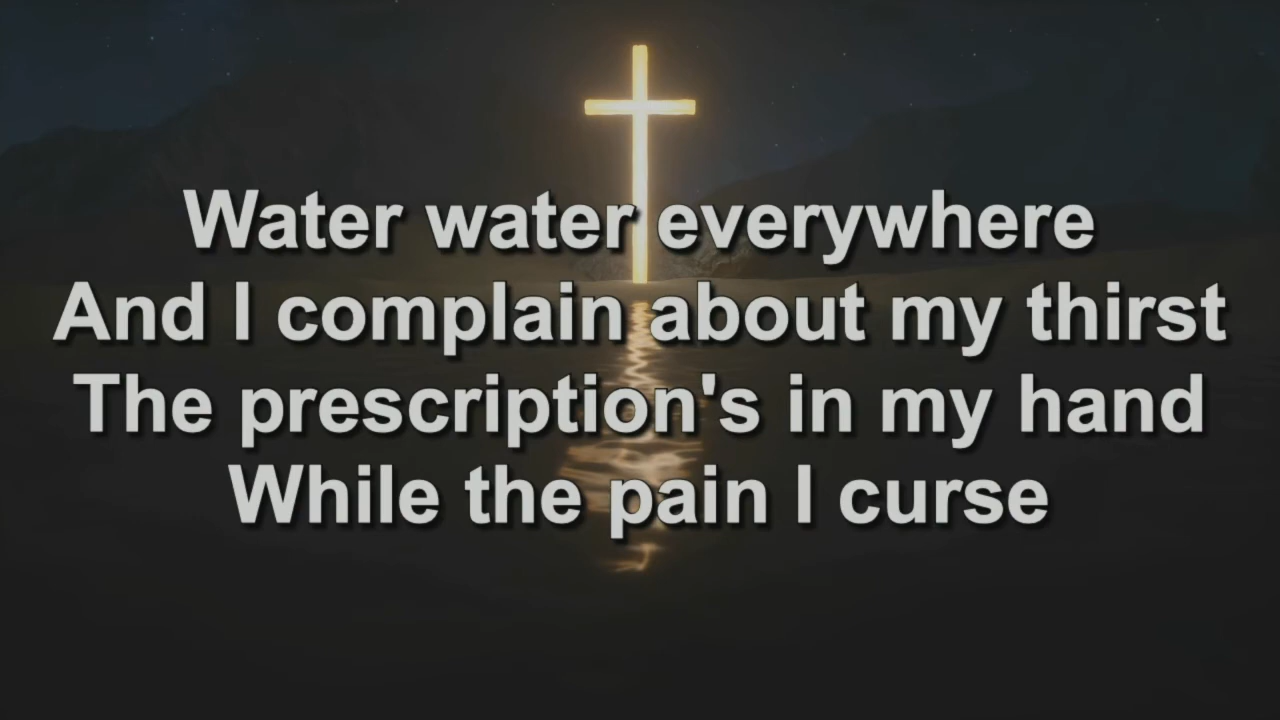 Water water everywhere
And I complain about my thirst
The prescription's in my hand
While the pain I curse